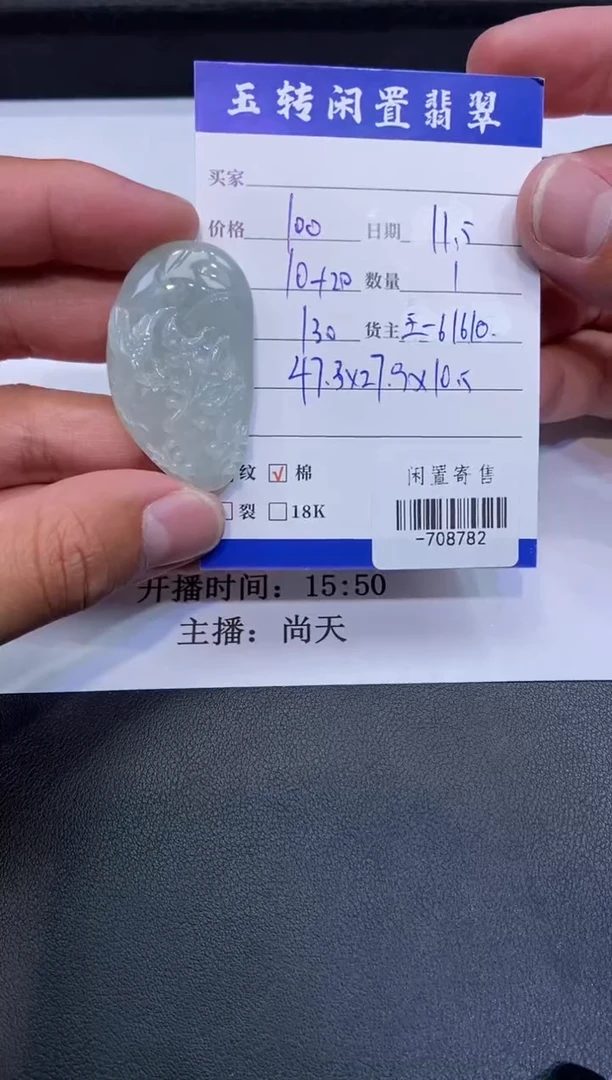 玉转闲置翡翠
买家
价格 100 日期 11.5
10+20 数量 1
130 货主 王-61610.
47.3x27.9x10.5
纹 ☑ 棉
裂 □18K
闲置寄售
-708782
开播时间：15:50
主播：尚天